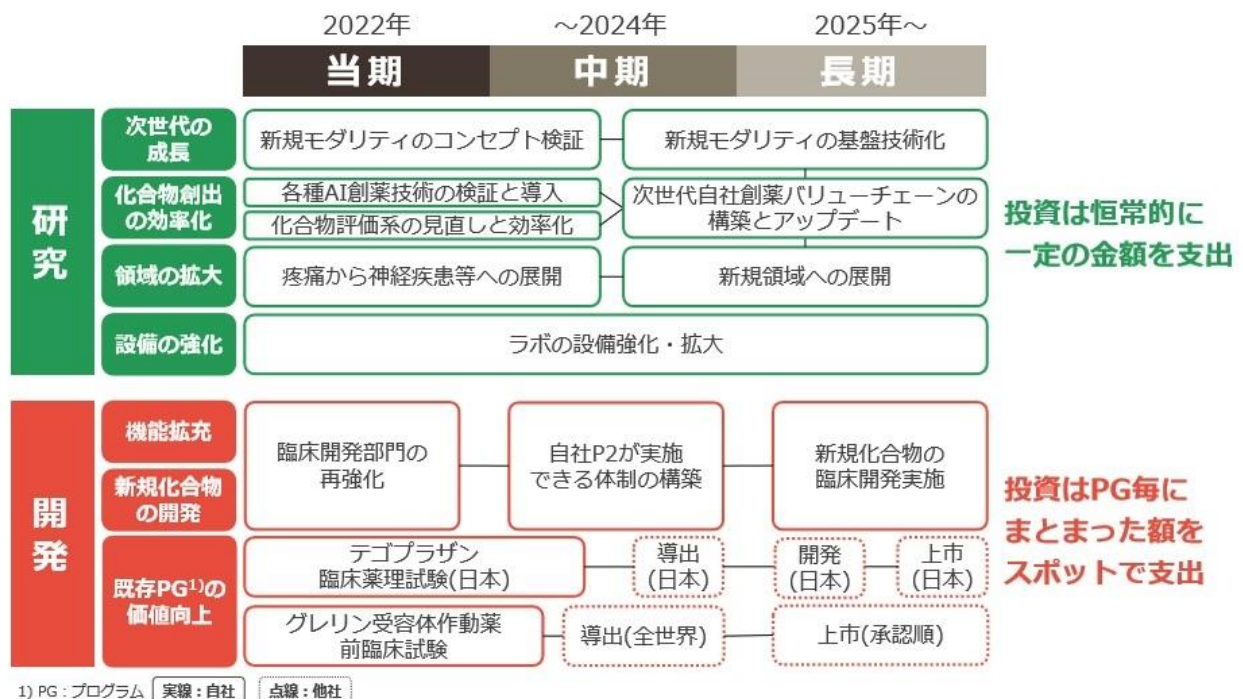 2022年
～2024年
2025年～
当期
中期
長期
研究
次世代の
成長
新規モダリティのコンセプト検証
新規モダリティの基盤技術化
化合物創出
の効率化
各種AI創薬技術の検証と導入
化合物評価系の見直しと効率化
次世代自社創薬バリューチェーンの
構築とアップデート
領域の拡大
疼痛から神経疾患等への展開
新規領域への展開
設備の強化
ラボの設備強化・拡大
投資は恒常的に
一定の金額を支出
開発
機能拡充
新規化合物
の開発
臨床開発部門の
再強化
自社P2が実施
できる体制の構築
新規化合物の
臨床開発実施
既存PG1)の
価値向上
テゴプラザン
臨床薬理試験(日本)
導出
(日本)
開発
(日本)
上市
(日本)
グレリン受容体作動薬
前臨床試験
導出(全世界)
上市(承認順)
投資はPG毎に
まとまった額を
スポットで支出
1) PG：プログラム 実線：自社 点線：他社